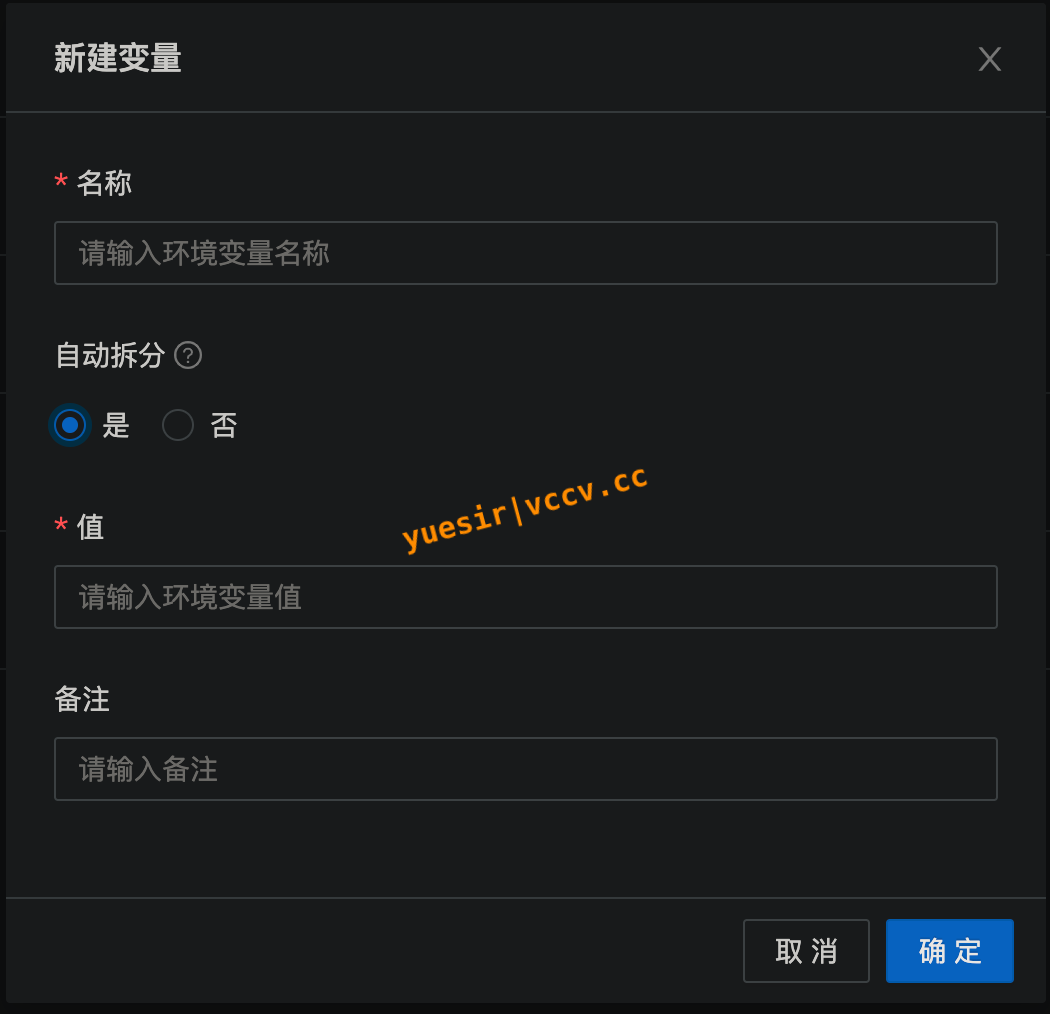 新建变量
* 名称
请输入环境变量名称
自动拆分 ?
是 否
yuesir|vccv.cc
* 值
请输入环境变量值
备注
请输入备注
取 消 确 定